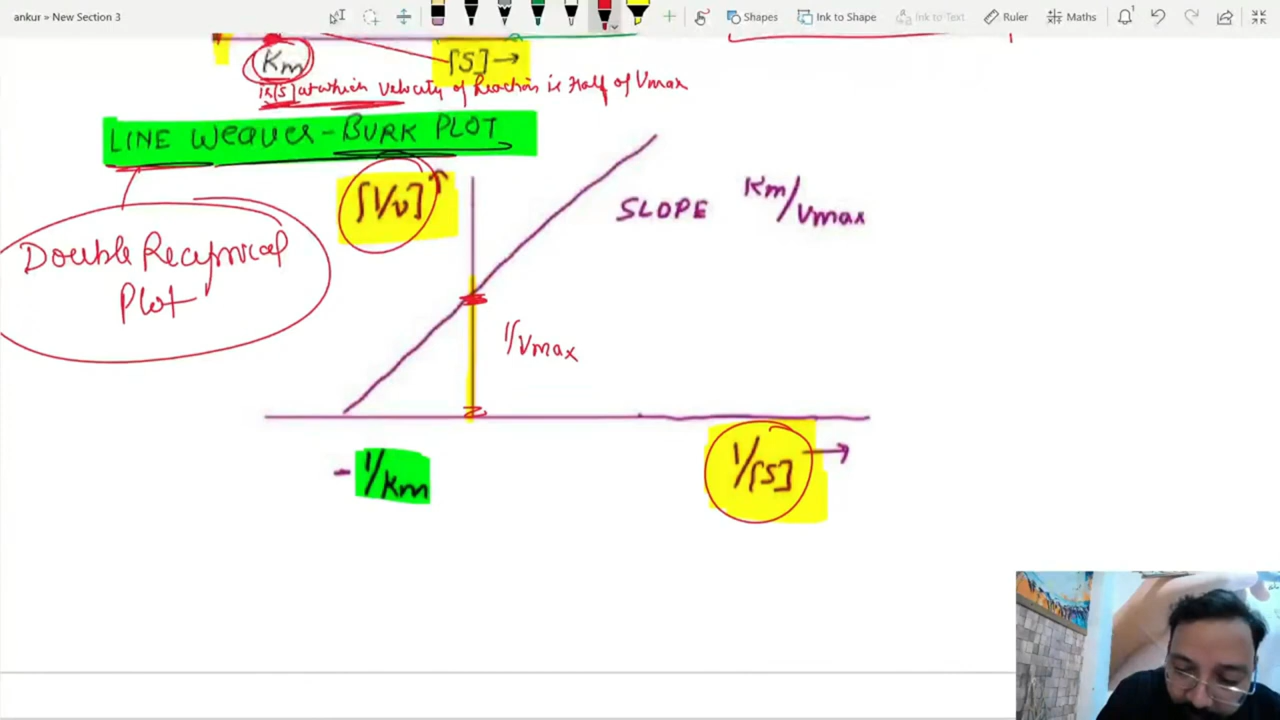 ankur > New Section 3
Shapes
Ink to Shape
Ink to Text
Ruler
Maths
Km
[S] →
is [S] at which velocity of Reaction is Half of Vmax
LINE WEAVER-BURK PLOT
[1/v] ↑
SLOPE Km/Vmax
Double Reciprical
Plot
1/Vmax
- 1/Km
1/[S] →